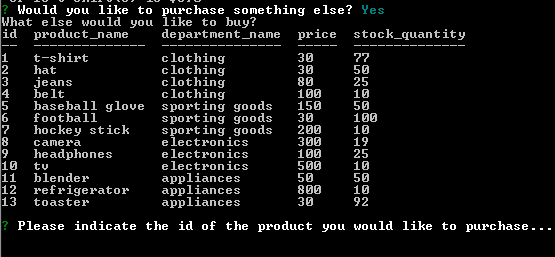 ? Would you like to purchase something else? Yes
What else would you like to buy?
id  product_name  department_name  price  stock_quantity
--  ------------  ---------------  -----  --------------
1  t-shirt  clothing  30  77
2  hat  clothing  30  50
3  jeans  clothing  80  25
4  belt  clothing  100  10
5  baseball glove  sporting goods  150  50
6  football  sporting goods  30  100
7  hockey stick  sporting goods  200  10
8  camera  electronics  300  19
9  headphones  electronics  100  25
10  tv  electronics  500  10
11  blender  appliances  50  50
12  refrigerator  appliances  800  10
13  toaster  appliances  30  92
? Please indicate the id of the product you would like to purchase...